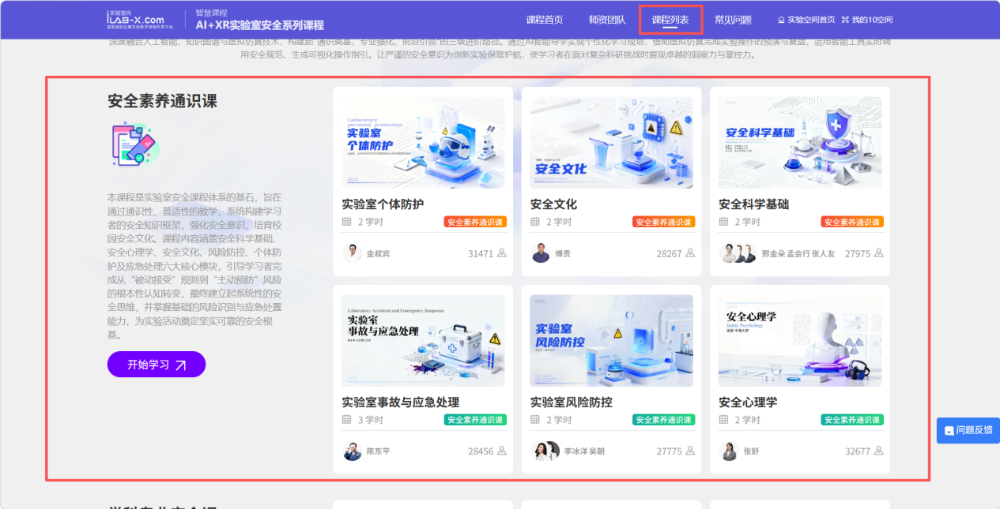 实验空间
iLAB-X.com
国家虚拟仿真实验教学课程共享平台
智慧课程
AI+XR实验室安全系列课程
课程首页
师资团队
课程列表
常见问题
实验空间首页
我的10空间
深度融合人工智能、知识图谱与虚拟仿真技术，构建起“通识奠基、专业强化、前沿引领”的三级进阶路径。通过AI智能导学实现个性化学习规划，借助虚拟仿真完成实验操作的预演与复盘，运用智能工具实时调
用安全规范、生成可视化操作指引。让严谨的安全意识为创新实验保驾护航，使学习者在面对复杂科研挑战时展现卓越的洞察力与掌控力。
安全素养通识课
本课程是实验室安全课程体系的基石，旨在
通过通识性、普适性的教学，系统构建学习
者的安全知识框架，强化安全意识，培育校
园安全文化。课程内容涵盖安全科学基础、
安全心理学、安全文化、风险防控、个体防
护及应急处理六大核心模块，引导学习者完
成从“被动接受”规则到“主动预防”风险
的根本性认知转变，最终建立起系统性的安
全思维，并掌握基础的风险识别与应急处置
能力，为实验活动奠定坚实可靠的安全根
基。
开始学习
Laboratory
personal protection
实验室
个体防护
实验室个体防护
2 学时
安全素养通识课
金叔宾
31471
安全文化
安全文化
2 学时
安全素养通识课
傅贵
28267
安全科学基础
安全科学基础
2 学时
安全素养通识课
邢金朵 孟会行 张人友
27975
Laboratory Accident and Emergency Response
实验室
事故与应急处理
实验室事故与应急处理
3 学时
安全素养通识课
陈东平
28456
实验室
风险防控
实验室风险防控
2 学时
安全素养通识课
李冰洋 吴朝
27775
安全心理学
Safety Psychology
张舒 中南大学
安全心理学
2 学时
安全素养通识课
张舒
32677
问题反馈